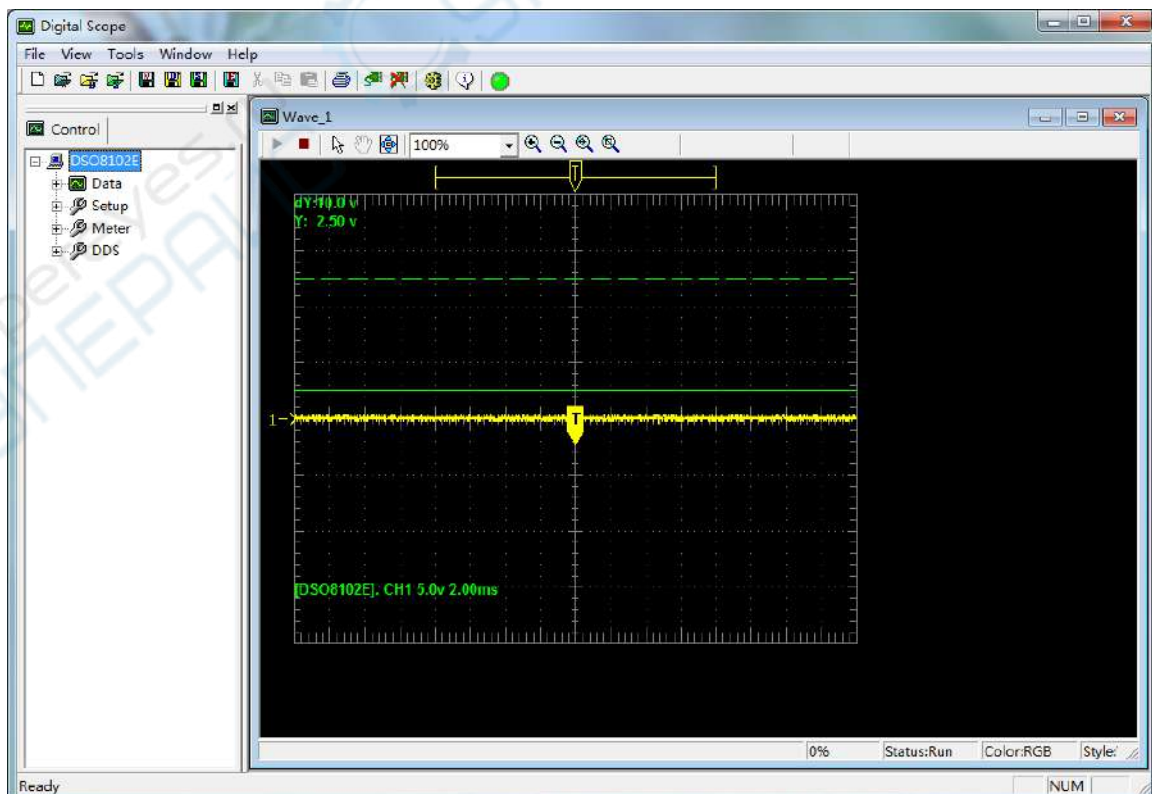 Digital Scope
File View Tools Window Help
Control
DSO8102E
Data
Setup
Meter
DDS
Wave_1
100%
T
dY:10.0 v
Y: 2.50 v
1
T
[DSO8102E]. CH1 5.0v 2.00ms
0% Status:Run Color:RGB Style:
Ready NUM